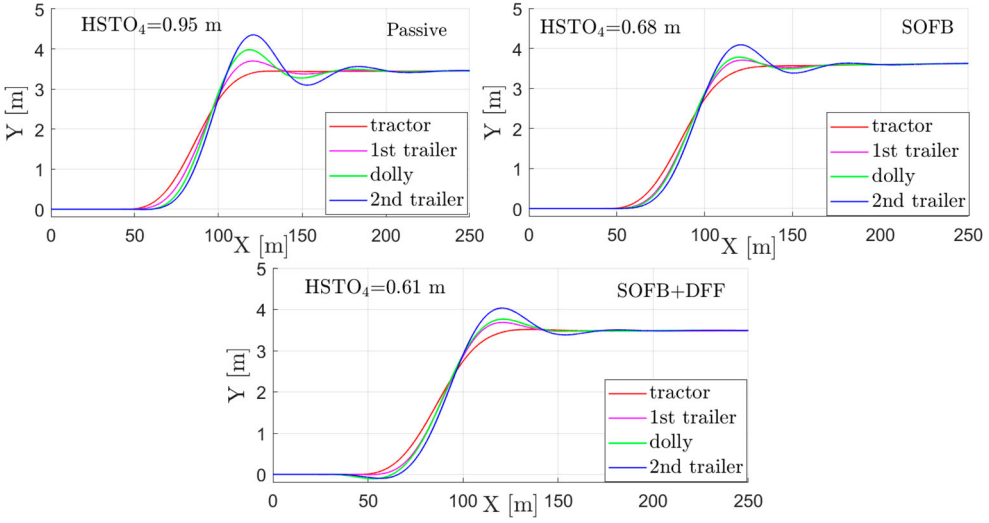 HSTO₄=0.95 m
Passive
Y [m]
5
4
3
2
1
0
tractor
1st trailer
dolly
2nd trailer
0 50 100 150 200 250
X [m]
HSTO₄=0.68 m
SOFB
Y [m]
5
4
3
2
1
0
tractor
1st trailer
dolly
2nd trailer
0 50 100 150 200 250
X [m]
HSTO₄=0.61 m
SOFB+DFF
Y [m]
5
4
3
2
1
0
tractor
1st trailer
dolly
2nd trailer
0 50 100 150 200 250
X [m]